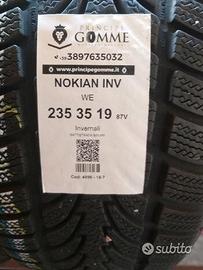 PRINCIPE
GOMME
+39 3897635032
www.principegomme.it
NOKIAN INV
WE
235 35 19 87V
Invernali
subito